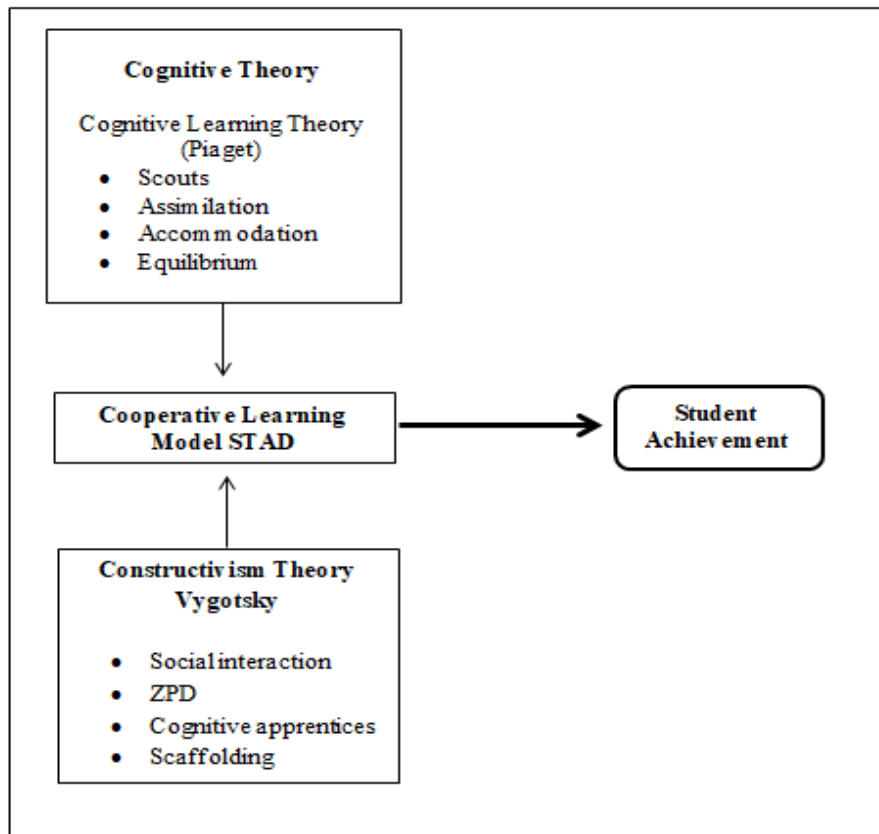 Cognitive Theory
Cognitive Learning Theory
(Piaget)
• Scouts
• Assimilation
• Accommodation
• Equilibrium
Cooperative Learning
Model STAD
Student
Achievement
Constructivism Theory
Vygotsky
• Social interaction
• ZPD
• Cognitive apprentices
• Scaffolding